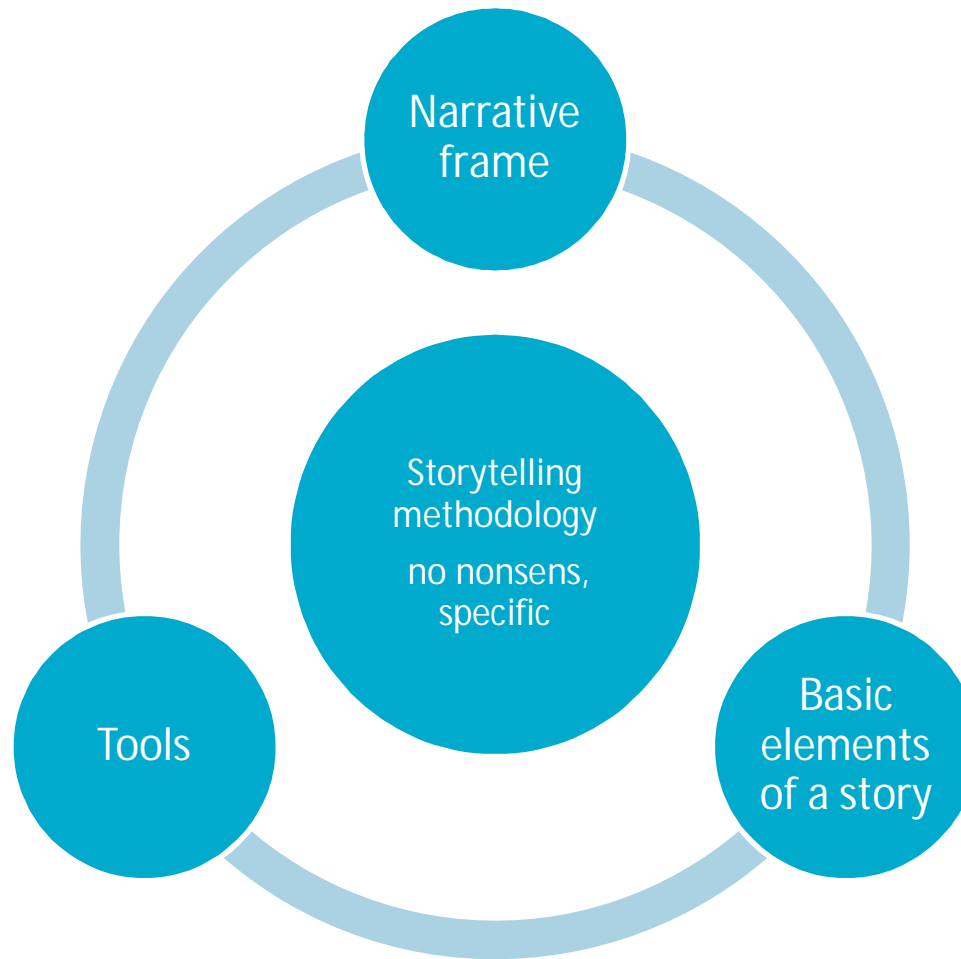 Narrative
frame
Storytelling
methodology
no nonsens,
specific
Tools
Basic
elements
of a story